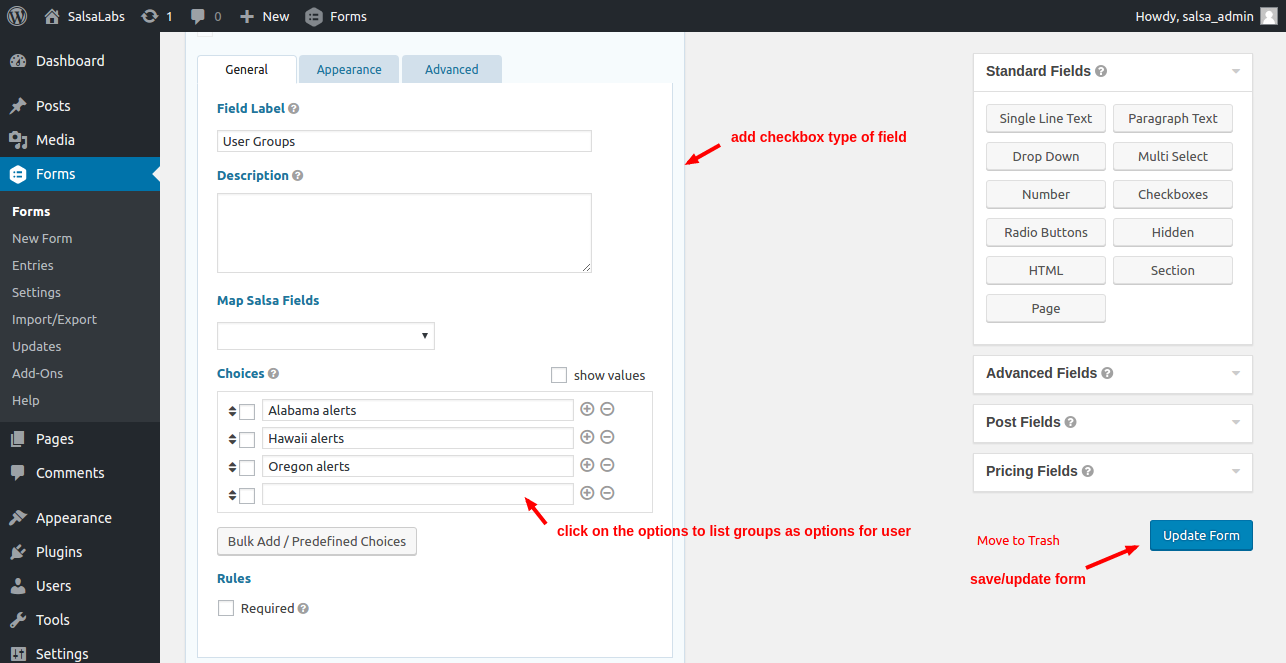 SalsaLabs 1 0 New Forms Howdy, salsa_admin
Dashboard
Posts
Media
Forms
Forms
New Form
Entries
Settings
Import/Export
Updates
Add-Ons
Help
Pages
Comments
Appearance
Plugins
Users
Tools
Settings
General Appearance Advanced
Field Label ?
User Groups
Description ?
Map Salsa Fields
Choices ? show values
Alabama alerts
Hawaii alerts
Oregon alerts
Bulk Add / Predefined Choices
Rules
Required ?
add checkbox type of field
click on the options to list groups as options for user
Standard Fields ?
Single Line Text Paragraph Text
Drop Down Multi Select
Number Checkboxes
Radio Buttons Hidden
HTML Section
Page
Advanced Fields ?
Post Fields ?
Pricing Fields ?
Move to Trash Update Form
save/update form